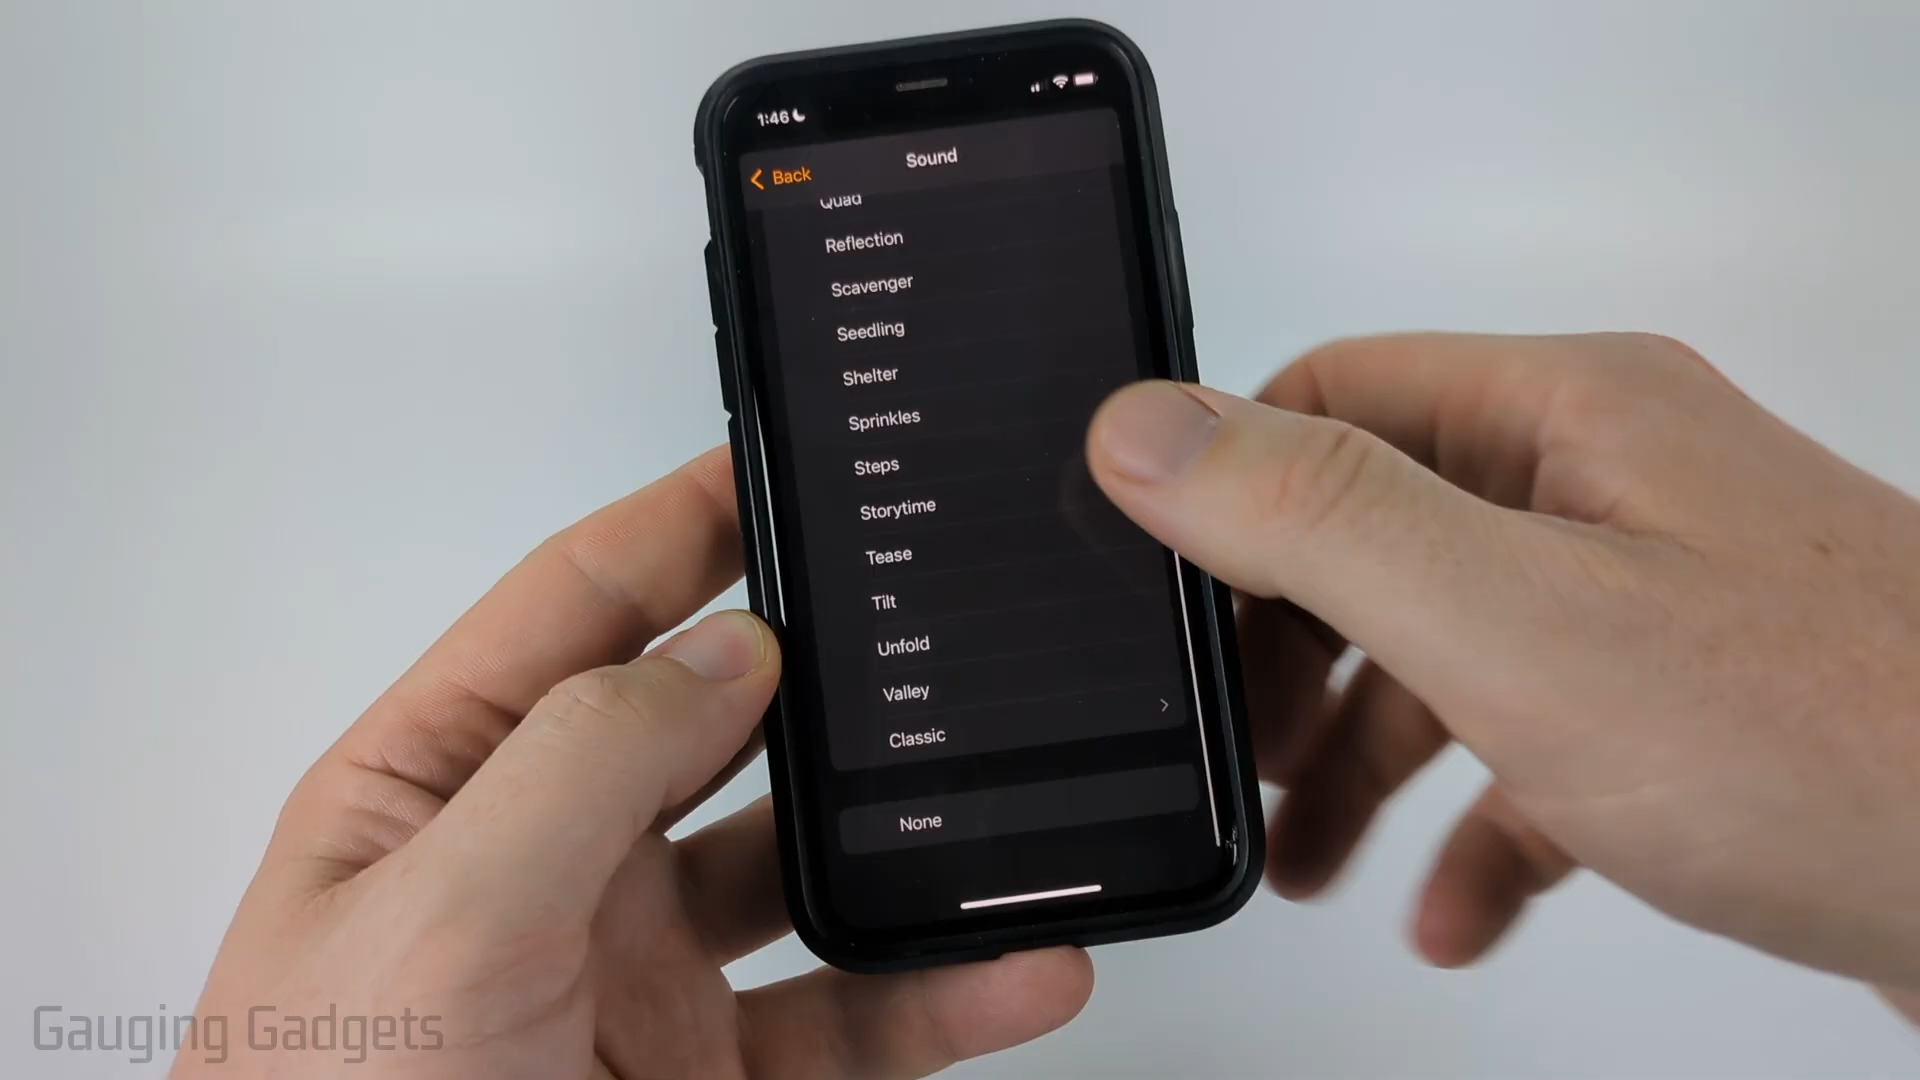 1:46
Back
Sound
Quad
Reflection
Scavenger
Seedling
Shelter
Sprinkles
Steps
Storytime
Tease
Tilt
Unfold
Valley
Classic
None
Gauging Gadgets